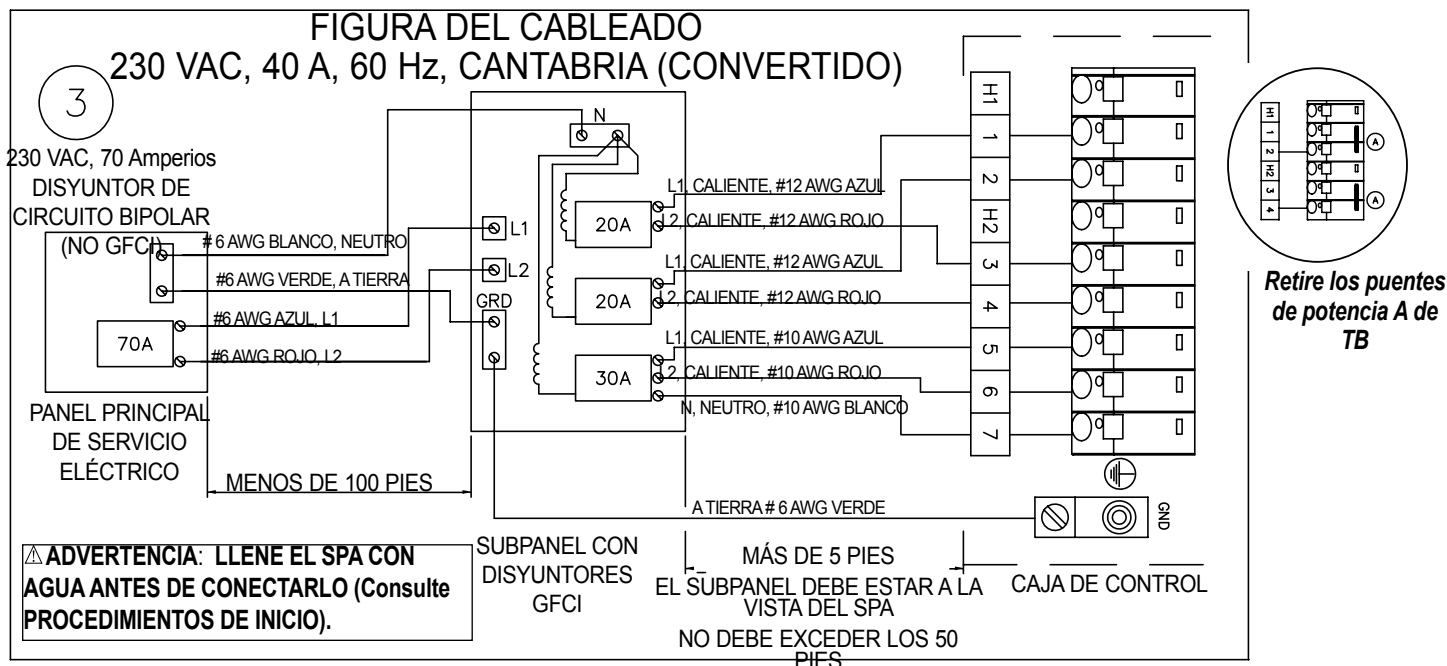 FIGURA DEL CABLEADO
230 VAC, 40 A, 60 Hz, CANTABRIA (CONVERTIDO)
3
230 VAC, 70 Amperios
DISYUNTOR DE
CIRCUITO BIPOLAR
(NO GFCI)
# 6 AWG BLANCO, NEUTRO
#6 AWG VERDE, A TIERRA
#6 AWG AZUL, L1
#6 AWG ROJO, L2
70A
PANEL PRINCIPAL
DE SERVICIO
ELÉCTRICO
MENOS DE 100 PIES
N
L1
L2
GRD
20A
20A
30A
L1, CALIENTE, #12 AWG AZUL
L2, CALIENTE, #12 AWG ROJO
L1, CALIENTE, #12 AWG AZUL
L2, CALIENTE, #12 AWG ROJO
L1, CALIENTE, #10 AWG AZUL
L2, CALIENTE, #10 AWG ROJO
N, NEUTRO, #10 AWG BLANCO
A TIERRA # 6 AWG VERDE
H1
1
2
H2
3
4
5
6
7
GND
SUBPANEL CON
DISYUNTORES
GFCI
MÁS DE 5 PIES
EL SUBPANEL DEBE ESTAR A LA
VISTA DEL SPA
NO DEBE EXCEDER LOS 50
PIES
CAJA DE CONTROL
⚠ADVERTENCIA: LLENE EL SPA CON
AGUA ANTES DE CONECTARLO (Consulte
PROCEDIMIENTOS DE INICIO).
H1
1
2
H2
3
4
A
A
Retire los puentes
de potencia A de
TB